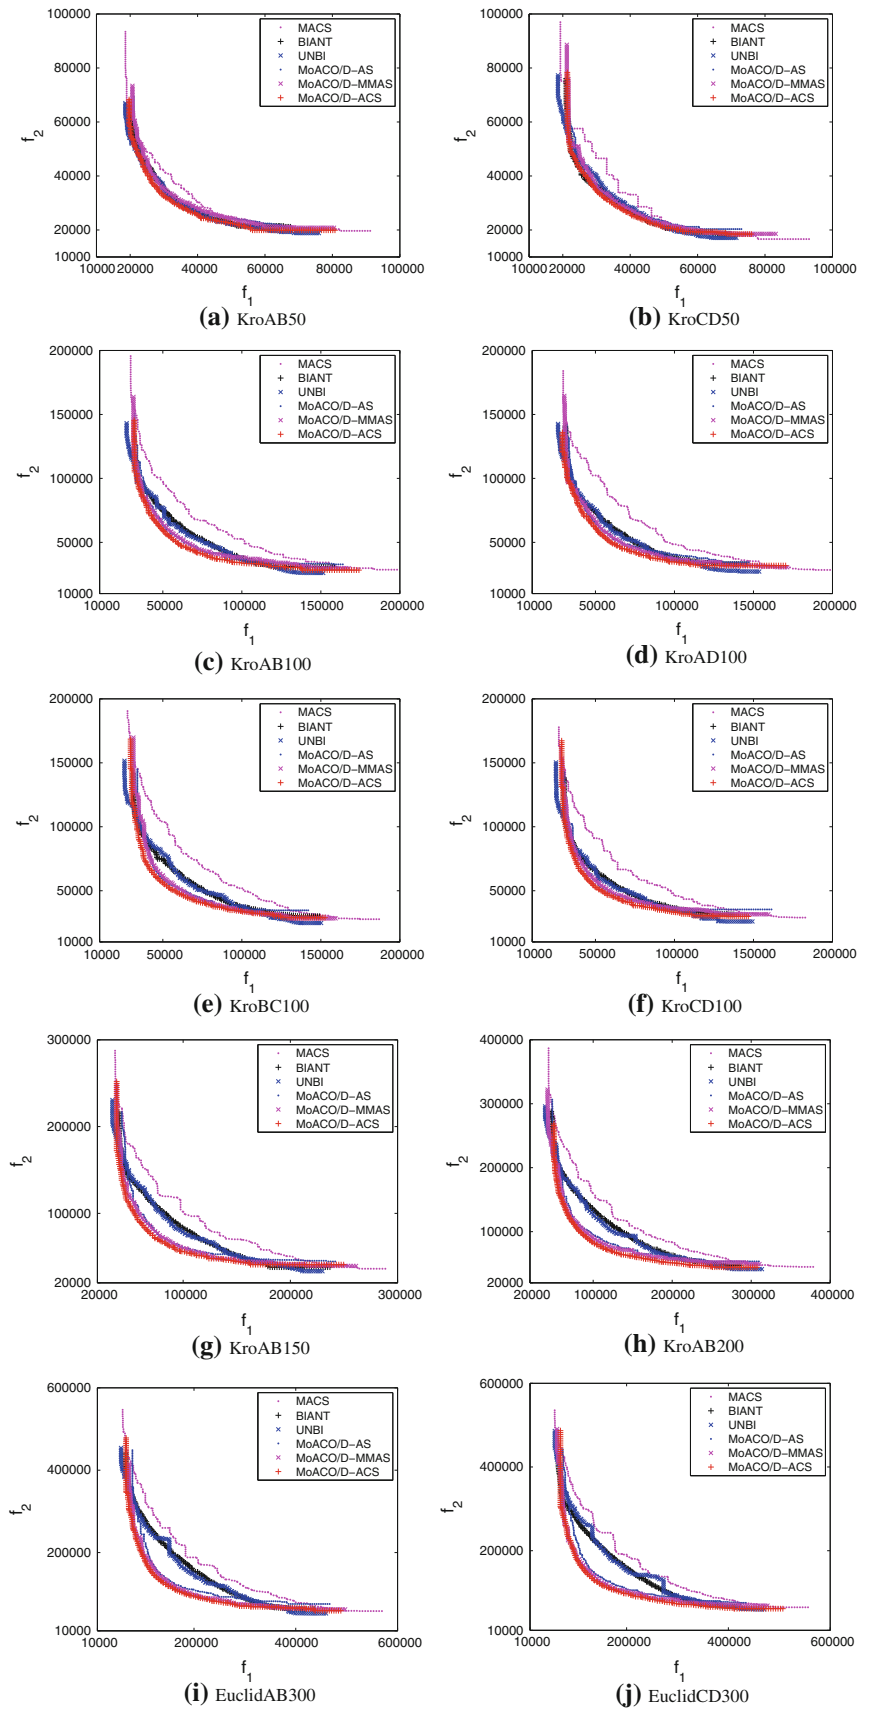 100000
80000
60000
40000
20000
10000
f2
MACS
BIANT
UNBI
MoACO/D−AS
MoACO/D−MMAS
MoACO/D−ACS
10000 20000 40000 60000 80000 100000
f1
(a) KroAB50
100000
80000
60000
40000
20000
10000
f2
MACS
BIANT
UNBI
MoACO/D−AS
MoACO/D−MMAS
MoACO/D−ACS
10000 20000 40000 60000 80000 100000
f1
(b) KroCD50
200000
150000
100000
50000
10000
f2
MACS
BIANT
UNBI
MoACO/D−AS
MoACO/D−MMAS
MoACO/D−ACS
10000 50000 100000 150000 200000
f1
(c) KroAB100
200000
150000
100000
50000
10000
f2
MACS
BIANT
UNBI
MoACO/D−AS
MoACO/D−MMAS
MoACO/D−ACS
10000 50000 100000 150000 200000
f1
(d) KroAD100
200000
150000
100000
50000
10000
f2
MACS
BIANT
UNBI
MoACO/D−AS
MoACO/D−MMAS
MoACO/D−ACS
10000 50000 100000 150000 200000
f1
(e) KroBC100
200000
150000
100000
50000
10000
f2
MACS
BIANT
UNBI
MoACO/D−AS
MoACO/D−MMAS
MoACO/D−ACS
10000 50000 100000 150000 200000
f1
(f) KroCD100
300000
200000
100000
20000
f2
MACS
BIANT
UNBI
MoACO/D−AS
MoACO/D−MMAS
MoACO/D−ACS
20000 100000 200000 300000
f1
(g) KroAB150
400000
300000
200000
100000
20000
f2
MACS
BIANT
UNBI
MoACO/D−AS
MoACO/D−MMAS
MoACO/D−ACS
20000 100000 200000 300000 400000
f1
(h) KroAB200
600000
400000
200000
10000
f2
MACS
BIANT
UNBI
MoACO/D−AS
MoACO/D−MMAS
MoACO/D−ACS
10000 200000 400000 600000
f1
(i) EuclidAB300
600000
400000
200000
10000
f2
MACS
BIANT
UNBI
MoACO/D−AS
MoACO/D−MMAS
MoACO/D−ACS
10000 200000 400000 600000
f1
(j) EuclidCD300